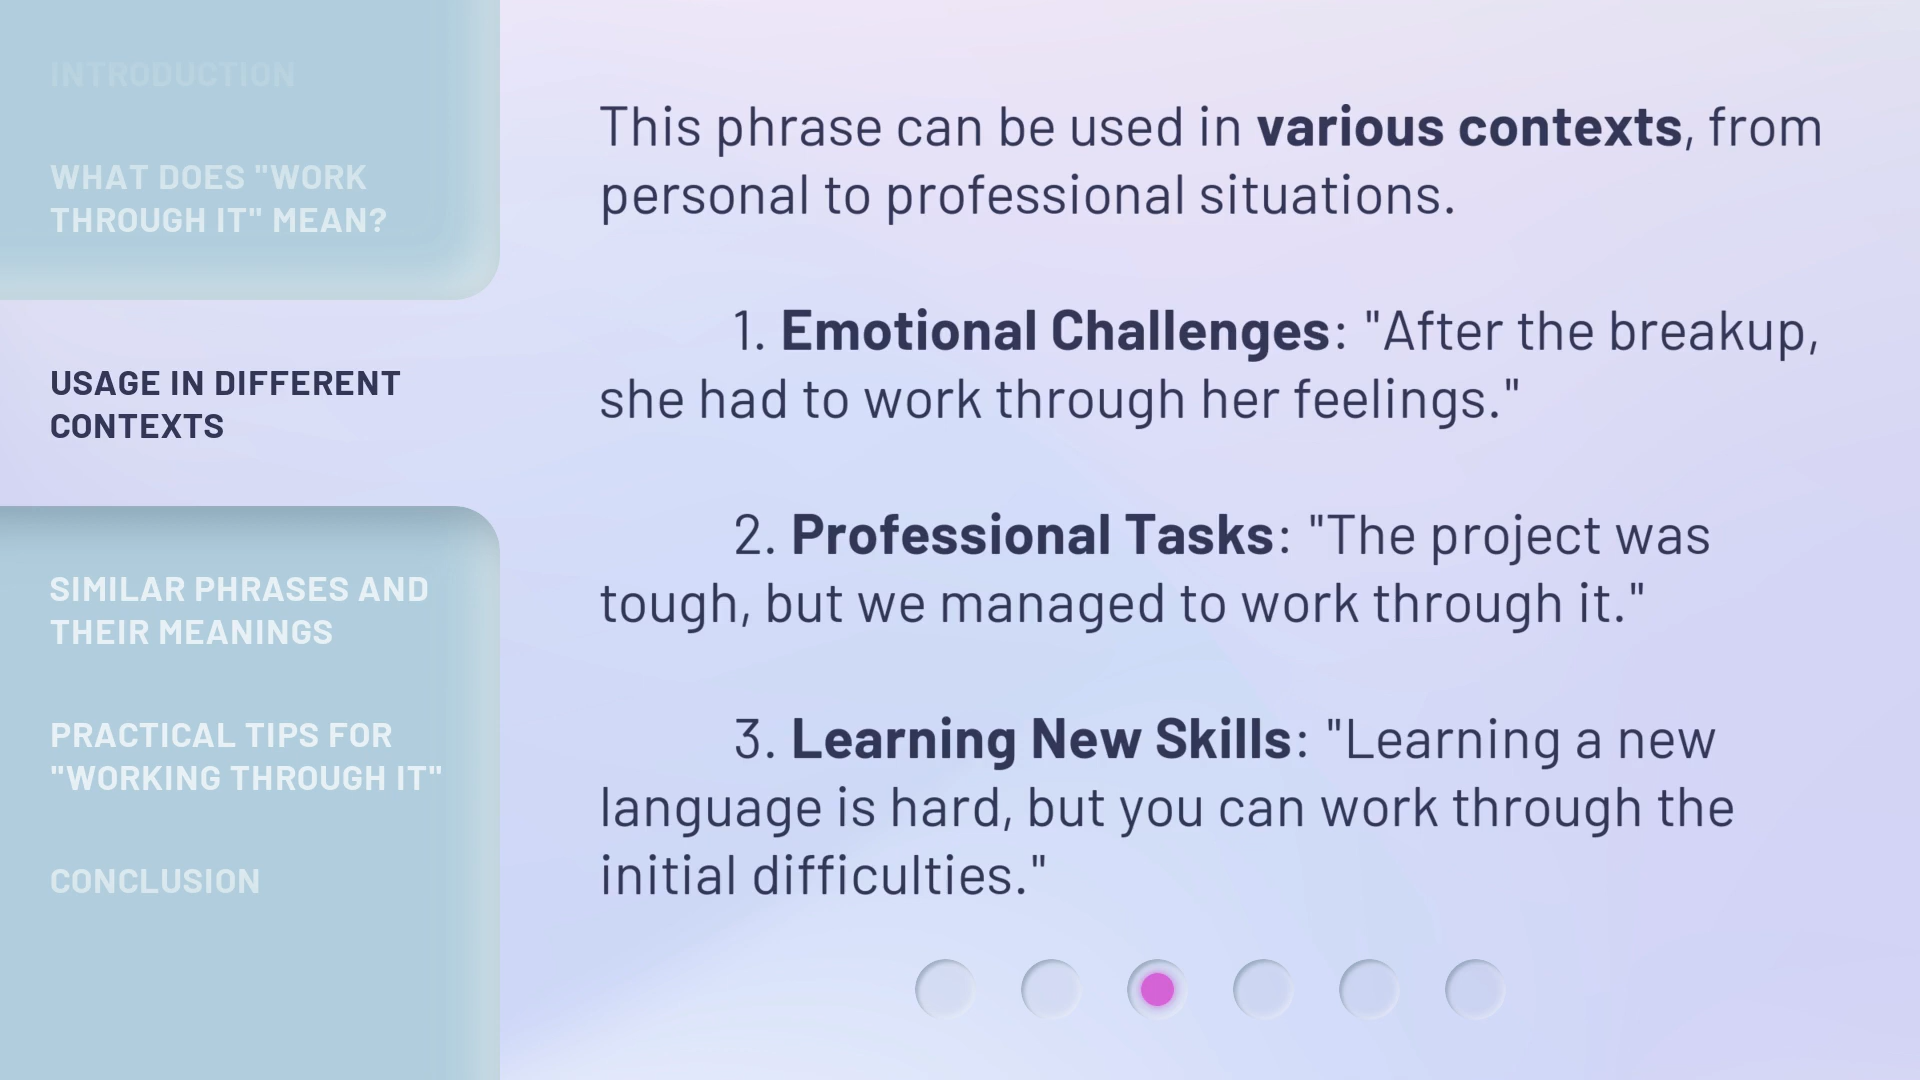 INTRODUCTION
WHAT DOES "WORK
THROUGH IT" MEAN?
USAGE IN DIFFERENT
CONTEXTS
SIMILAR PHRASES AND
THEIR MEANINGS
PRACTICAL TIPS FOR
"WORKING THROUGH IT"
CONCLUSION
This phrase can be used in various contexts, from
personal to professional situations.
1. Emotional Challenges: "After the breakup,
she had to work through her feelings."
2. Professional Tasks: "The project was
tough, but we managed to work through it."
3. Learning New Skills: "Learning a new
language is hard, but you can work through the
initial difficulties."